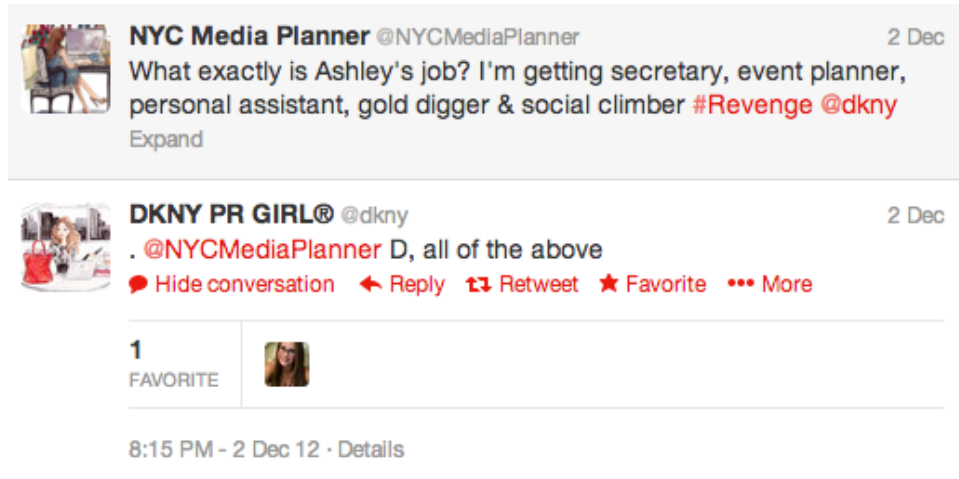 NYC Media Planner @NYCMediaPlanner 2 Dec
What exactly is Ashley's job? I'm getting secretary, event planner,
personal assistant, gold digger & social climber #Revenge @dkny
Expand
DKNY PR GIRL® @dkny 2 Dec
. @NYCMediaPlanner D, all of the above
Hide conversation Reply Retweet Favorite More
1
FAVORITE
8:15 PM - 2 Dec 12 · Details